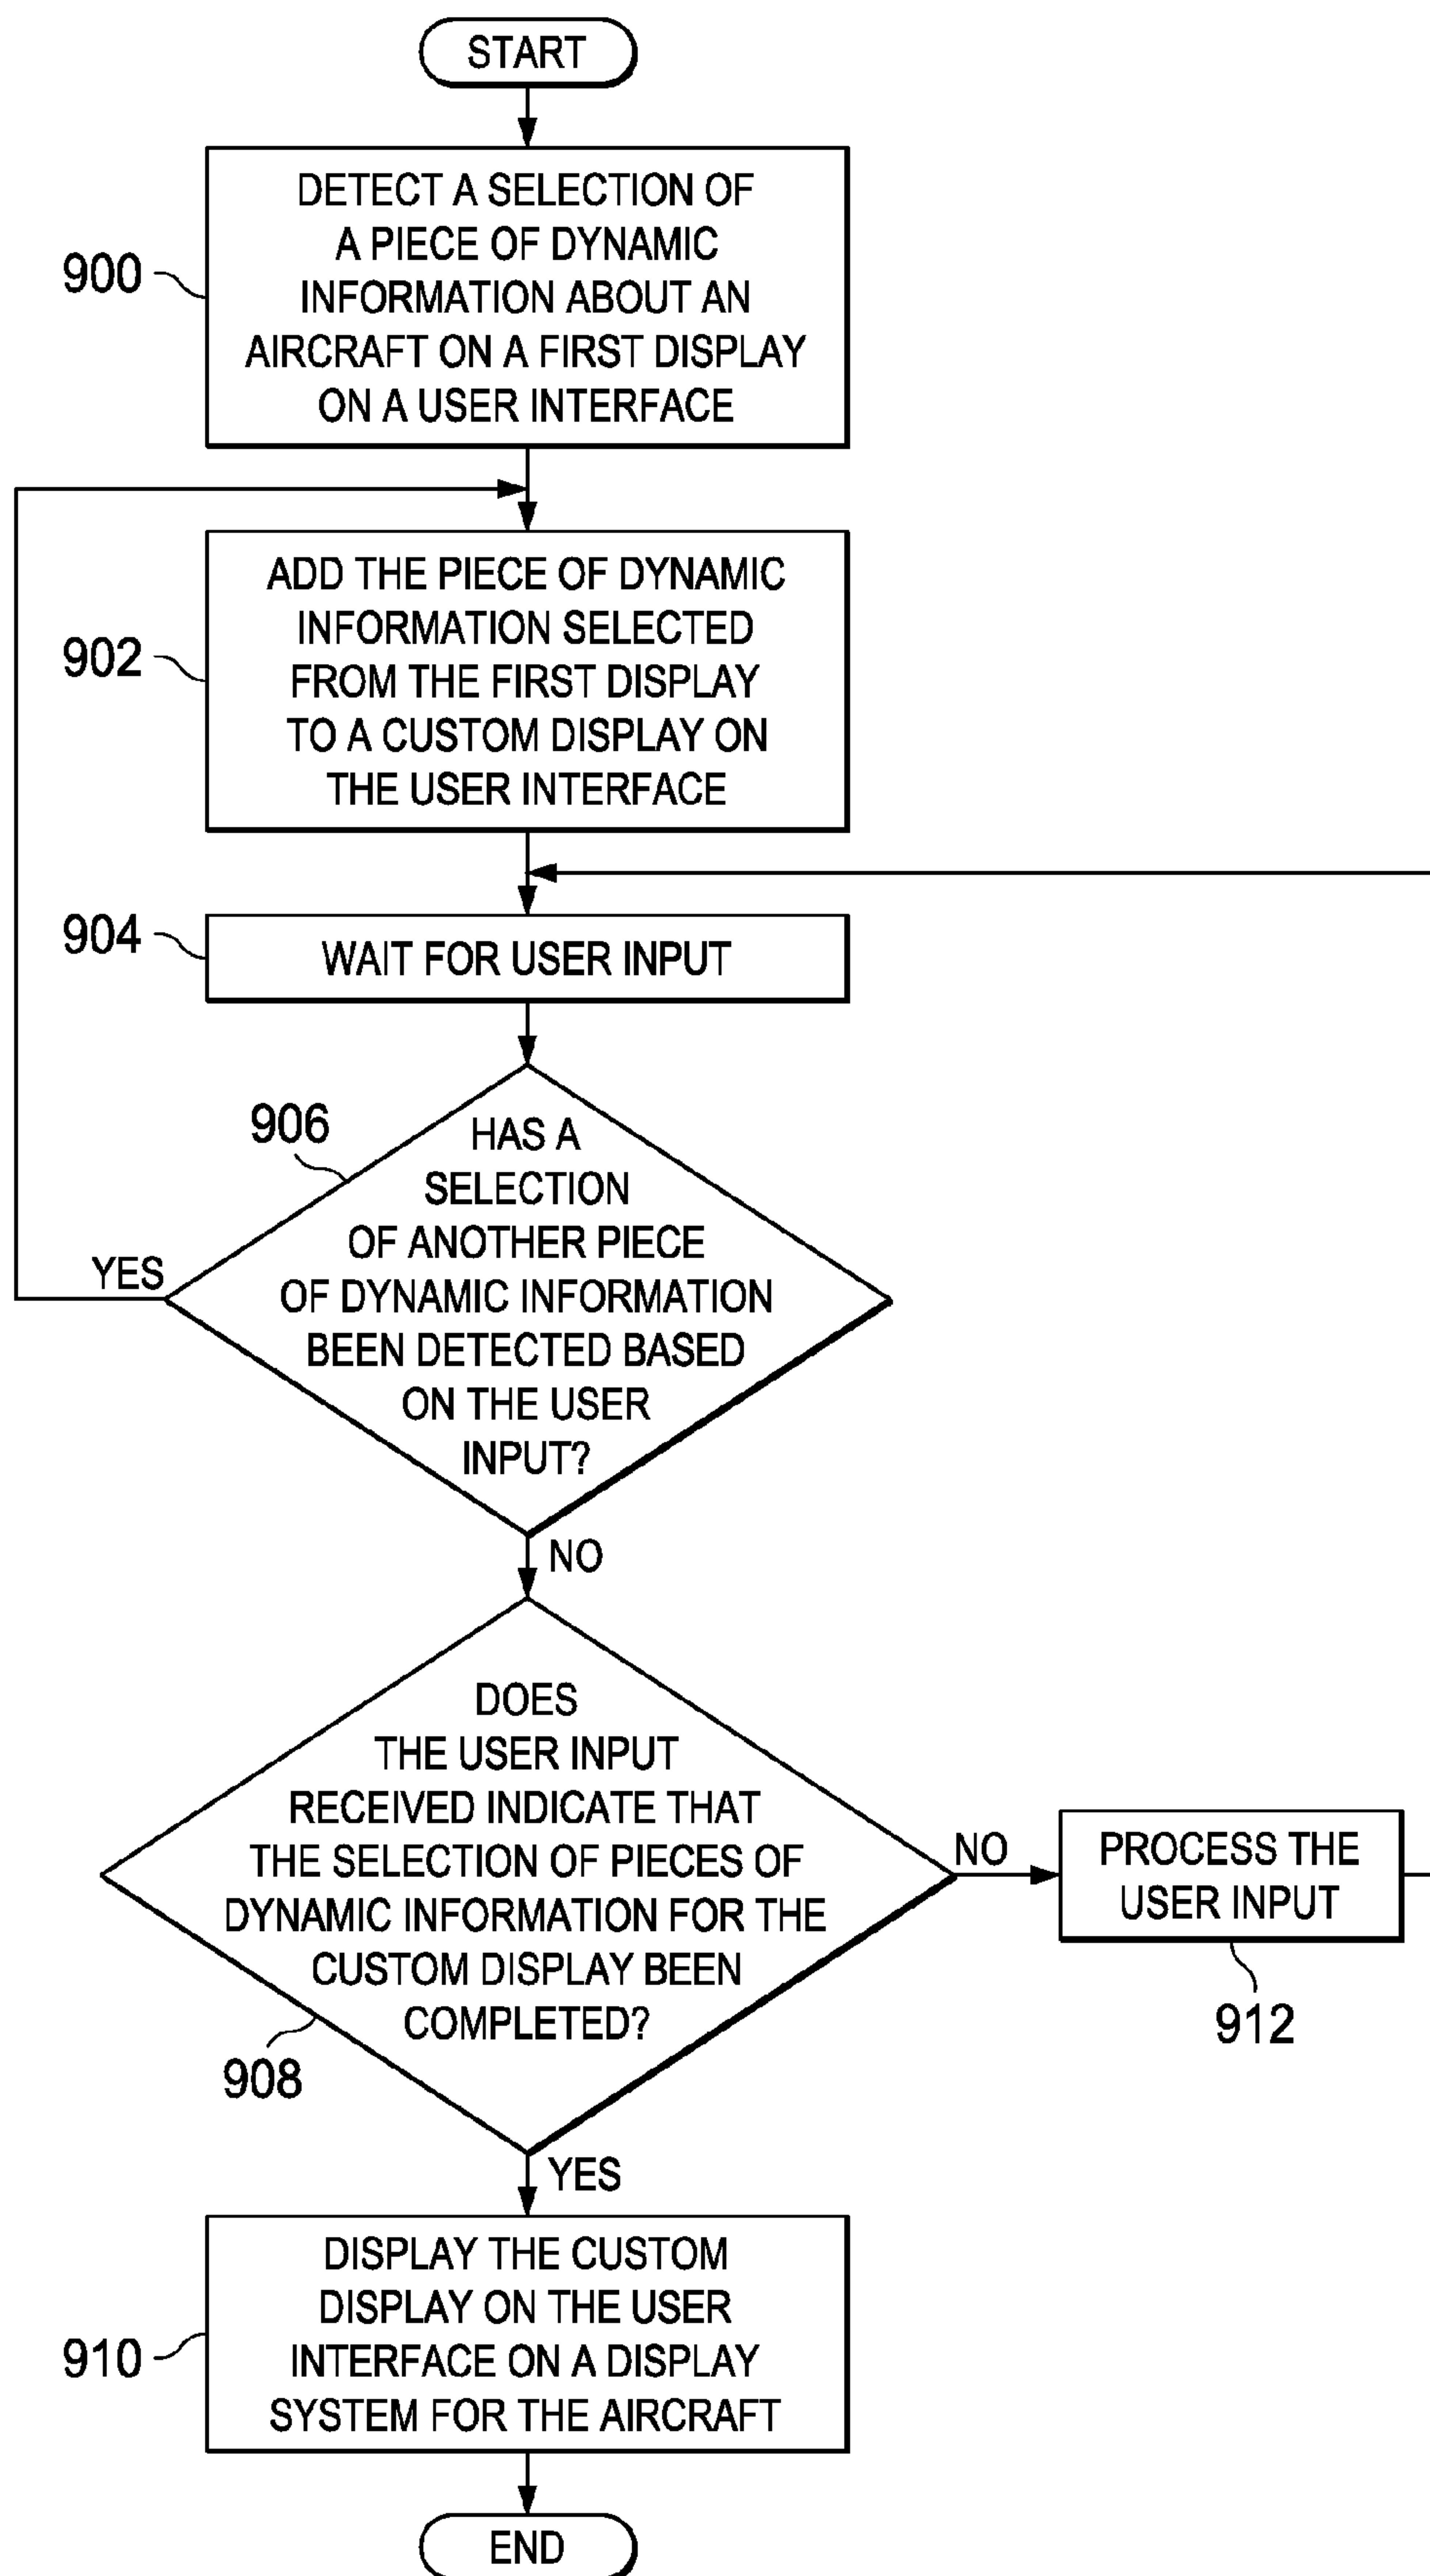 START
DETECT A SELECTION OF
A PIECE OF DYNAMIC
INFORMATION ABOUT AN
AIRCRAFT ON A FIRST DISPLAY
ON A USER INTERFACE
900
ADD THE PIECE OF DYNAMIC
INFORMATION SELECTED
FROM THE FIRST DISPLAY
TO A CUSTOM DISPLAY ON
THE USER INTERFACE
902
904
WAIT FOR USER INPUT
906
HAS A
SELECTION
OF ANOTHER PIECE
OF DYNAMIC INFORMATION
BEEN DETECTED BASED
ON THE USER
INPUT?
YES
NO
DOES
THE USER INPUT
RECEIVED INDICATE THAT
THE SELECTION OF PIECES OF
DYNAMIC INFORMATION FOR THE
CUSTOM DISPLAY BEEN
COMPLETED?
908
NO
PROCESS THE
USER INPUT
912
YES
DISPLAY THE CUSTOM
DISPLAY ON THE USER
INTERFACE ON A DISPLAY
SYSTEM FOR THE AIRCRAFT
910
END